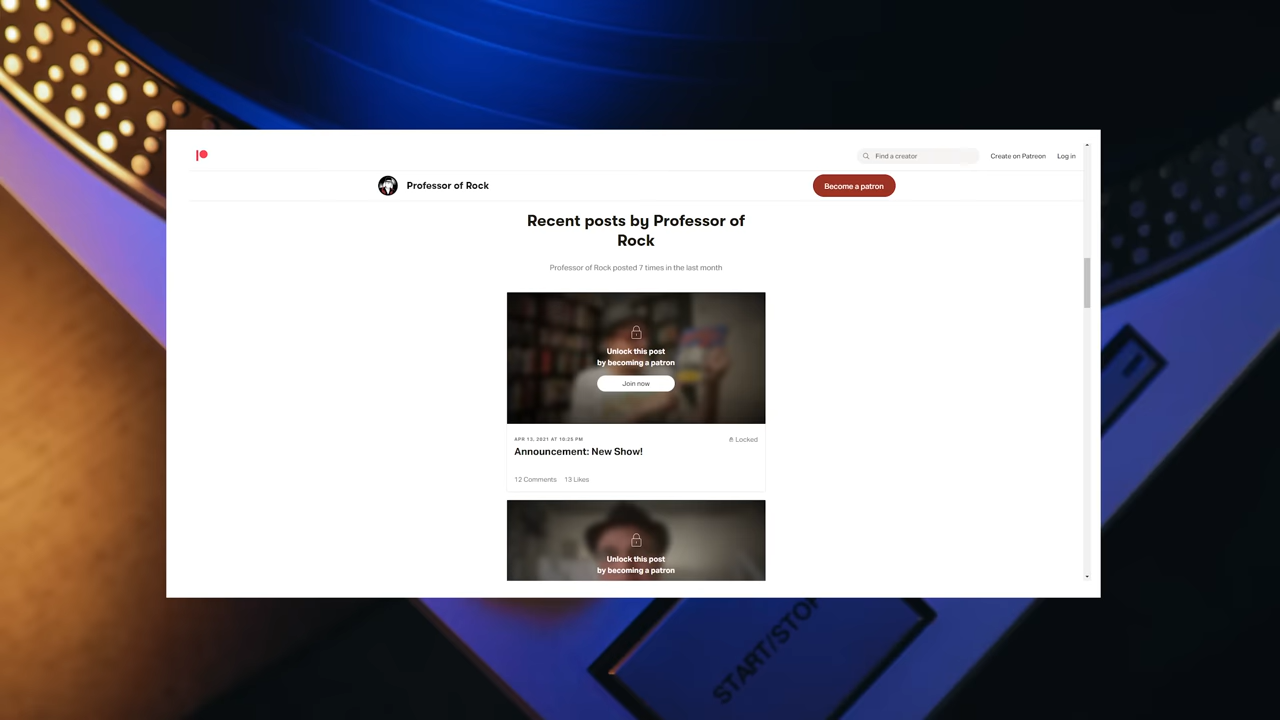 Find a creator
Create on Patreon
Log in
Professor of Rock
Become a patron
Recent posts by Professor of
Rock
Professor of Rock posted 7 times in the last month
Unlock this post
by becoming a patron
Join now
APR 13, 2021 AT 10:25 PM
Locked
Announcement: New Show!
12 Comments
13 Likes
Unlock this post
by becoming a patron
START/STOP